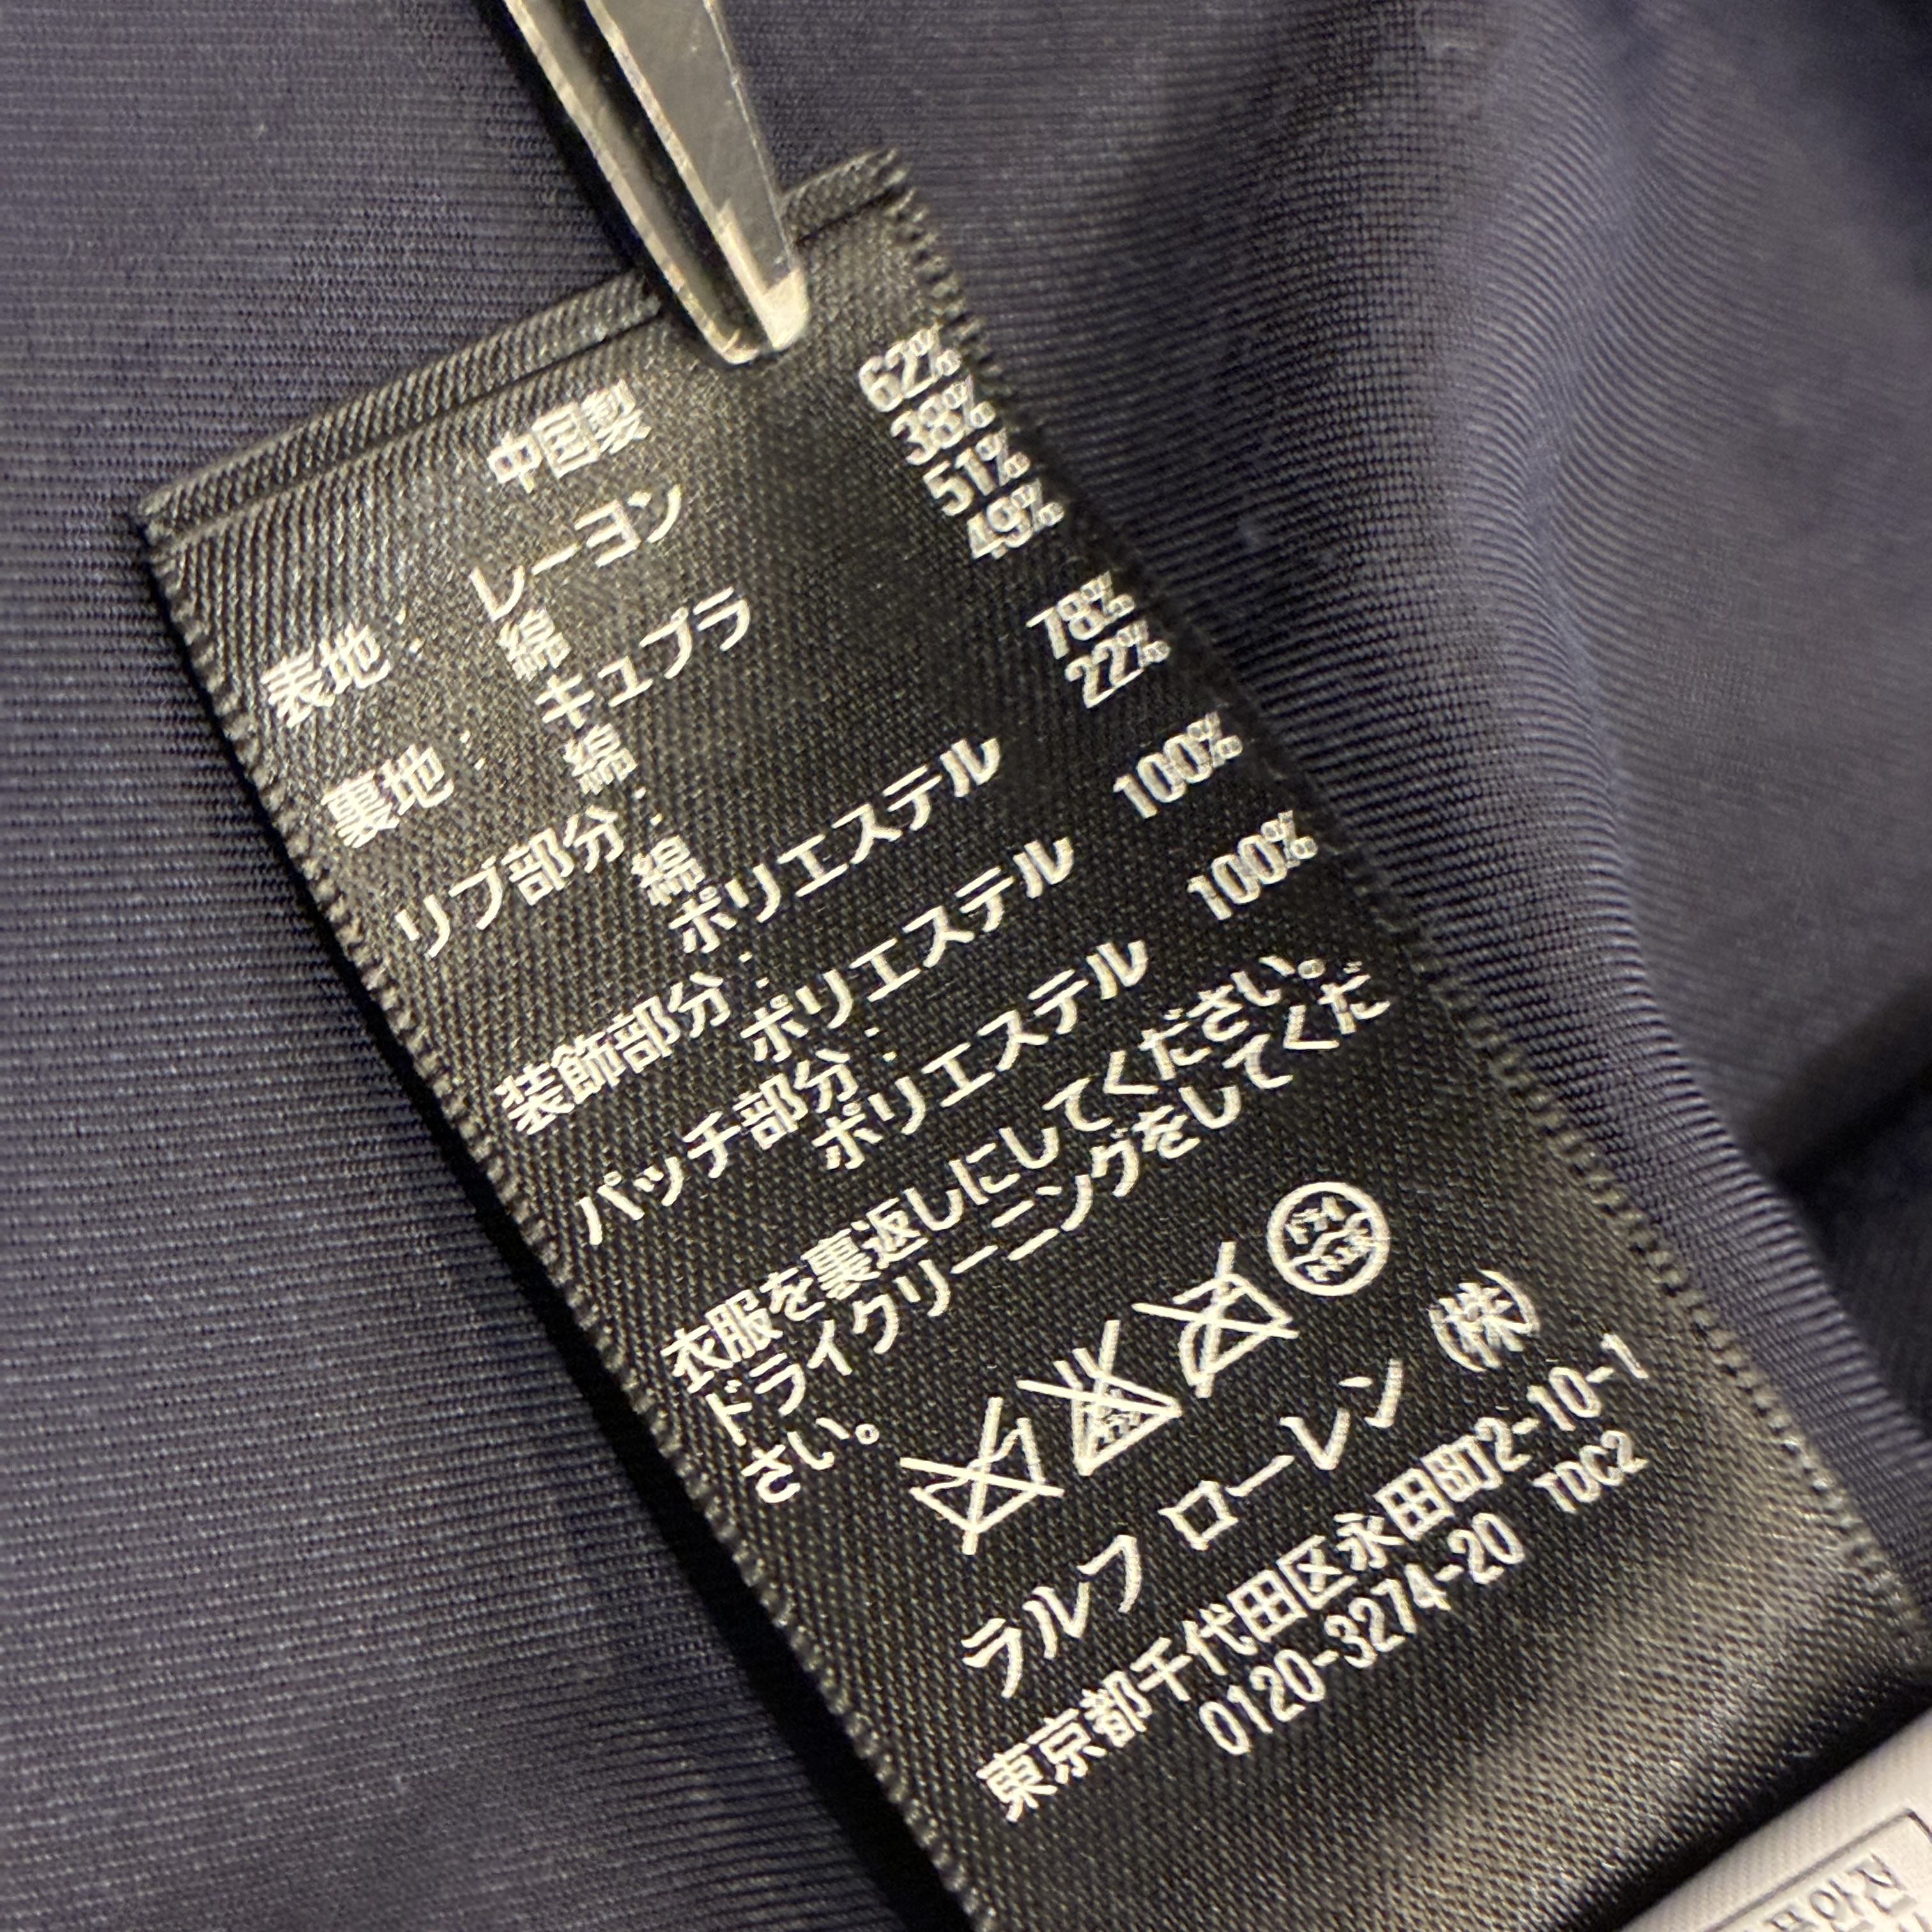 中国製
表地: レーヨン 62%
綿 38%
裏地: キュプラ 51%
綿 49%
リブ部分:
綿 78%
ポリエステル 22%
装飾部分:
ポリエステル 100%
パッチ部分:
ポリエステル 100%
衣服を裏返しにしてください。
ドライクリーニングをしてくだ
さい。
ラルフ ローレン (株)
東京都千代田区永田町2-10-1
0120-3274-20 TDC2